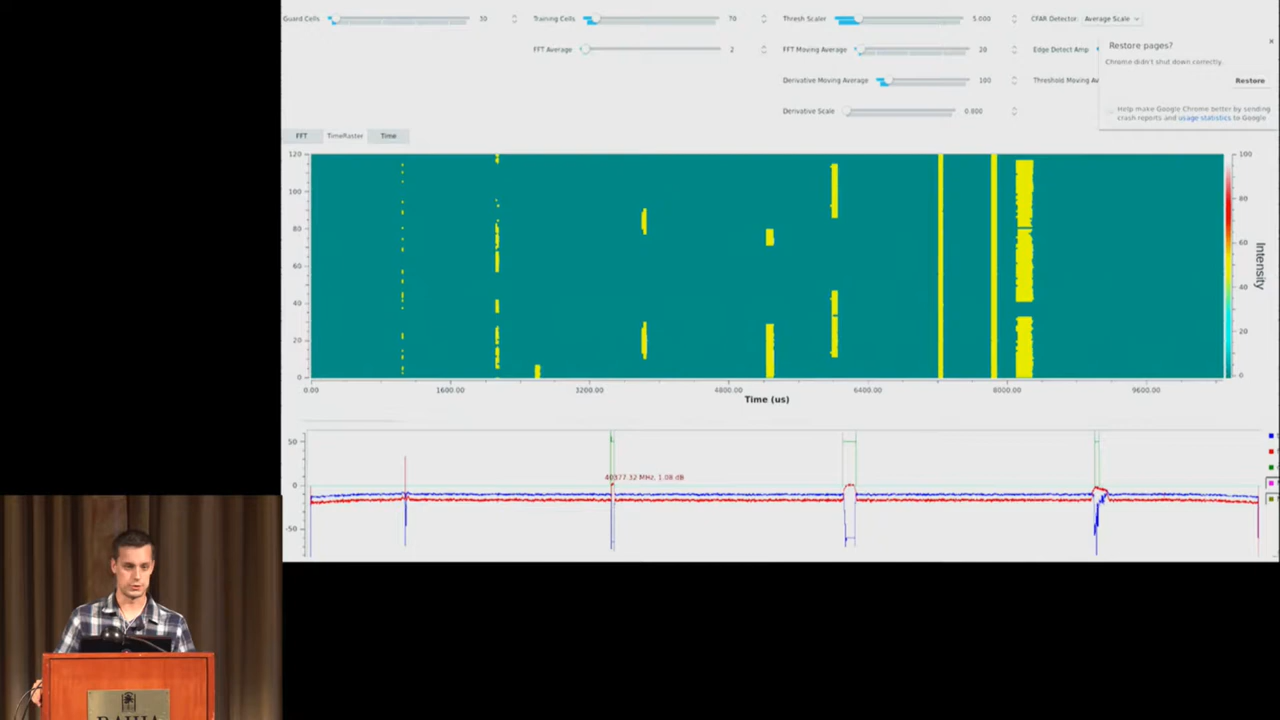 Guard Cells 30 Training Cells 70 Thresh Scaler 5.000 CFAR Detector: Average Scale
FFT Average 2 FFT Moving Average 20 Edge Detect Amp
Derivative Moving Average 100 Threshold Moving Av
Derivative Scale 0.800
Restore pages?
Chrome didn't shut down correctly.
Restore
Help make Google Chrome better by sending
crash reports and usage statistics to Google
FFT TimeRaster Time
120 100
100 80
80
60
60
40
40
20
20
0 0
Intensity
0.00 1600.00 3200.00 4800.00 6400.00 8000.00 9600.00
Time (us)
50
0
-50